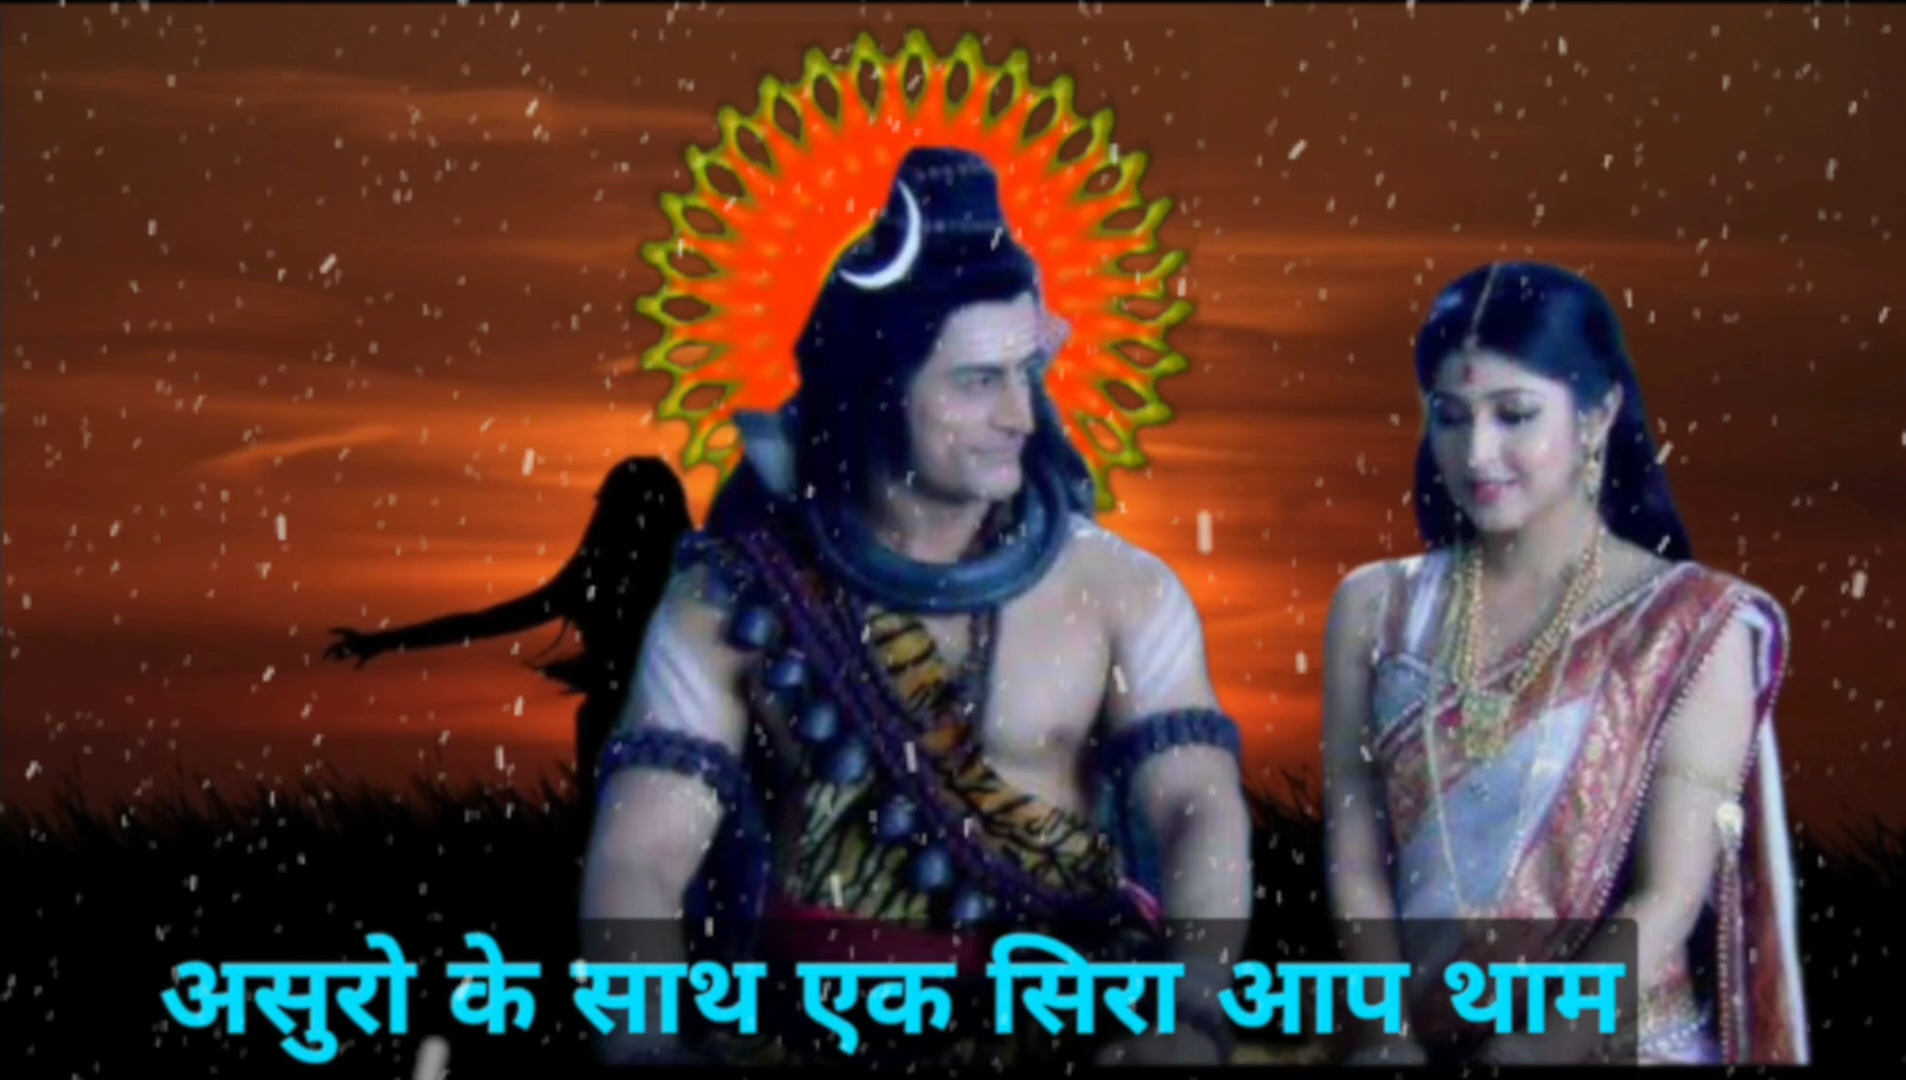 असुरो के साथ एक सिरा आप थाम